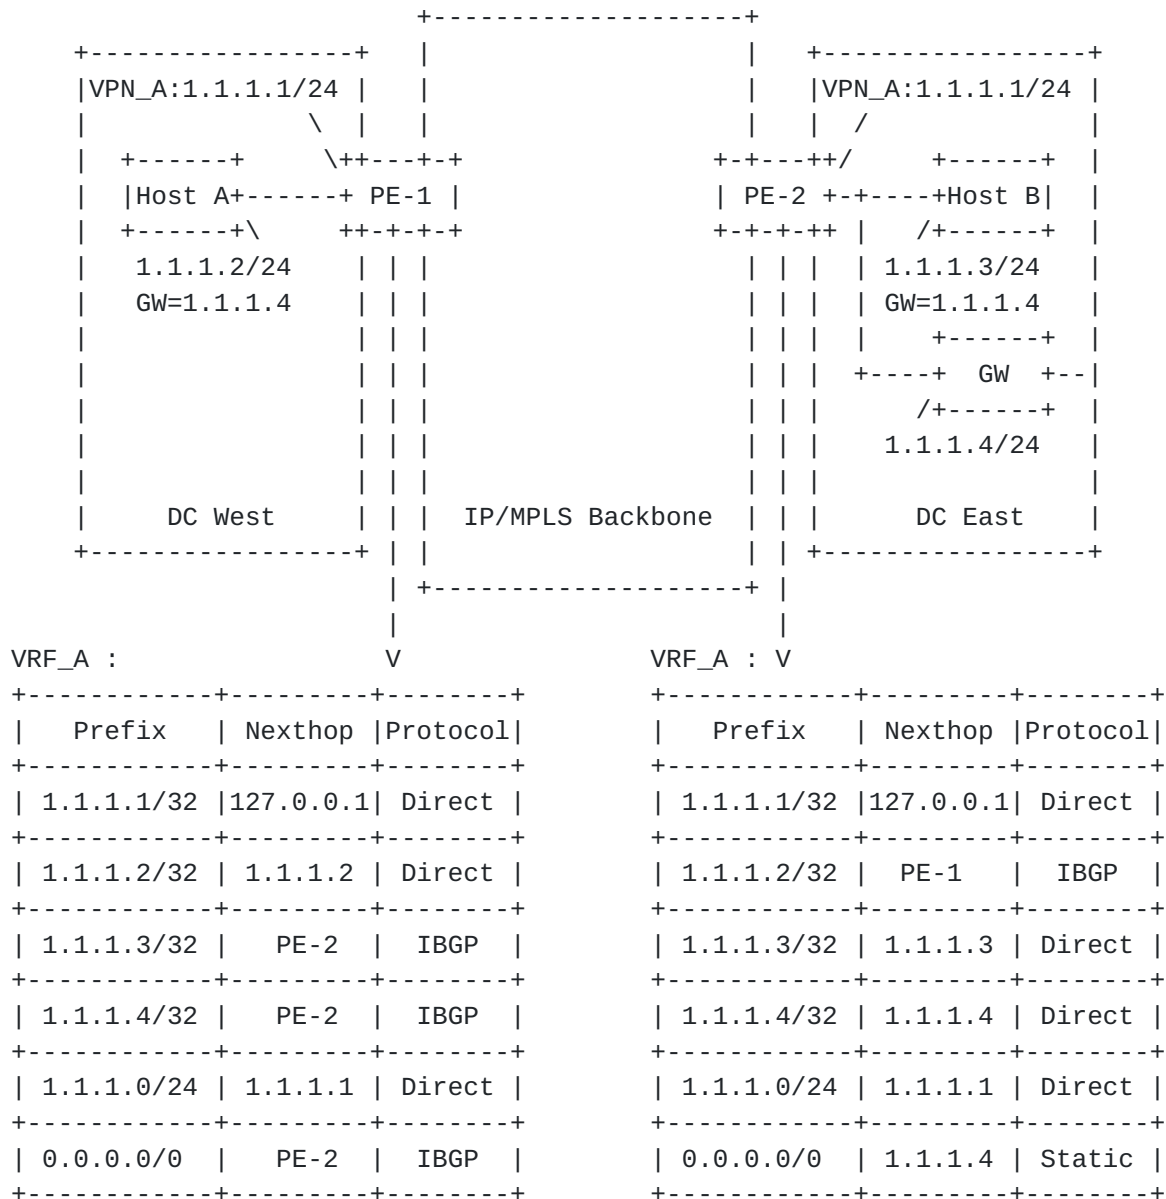 VPN_A:1.1.1.1/24 VPN_A:1.1.1.1/24
Host A PE-1 PE-2 Host B
1.1.1.2/24 1.1.1.3/24
GW=1.1.1.4 GW=1.1.1.4
GW
1.1.1.4/24
DC West IP/MPLS Backbone DC East
VRF_A : V VRF_A : V
Prefix Nexthop Protocol Prefix Nexthop Protocol
1.1.1.1/32 127.0.0.1 Direct 1.1.1.1/32 127.0.0.1 Direct
1.1.1.2/32 1.1.1.2 Direct 1.1.1.2/32 PE-1 IBGP
1.1.1.3/32 PE-2 IBGP 1.1.1.3/32 1.1.1.3 Direct
1.1.1.4/32 PE-2 IBGP 1.1.1.4/32 1.1.1.4 Direct
1.1.1.0/24 1.1.1.1 Direct 1.1.1.0/24 1.1.1.1 Direct
0.0.0.0/0 PE-2 IBGP 0.0.0.0/0 1.1.1.4 Static